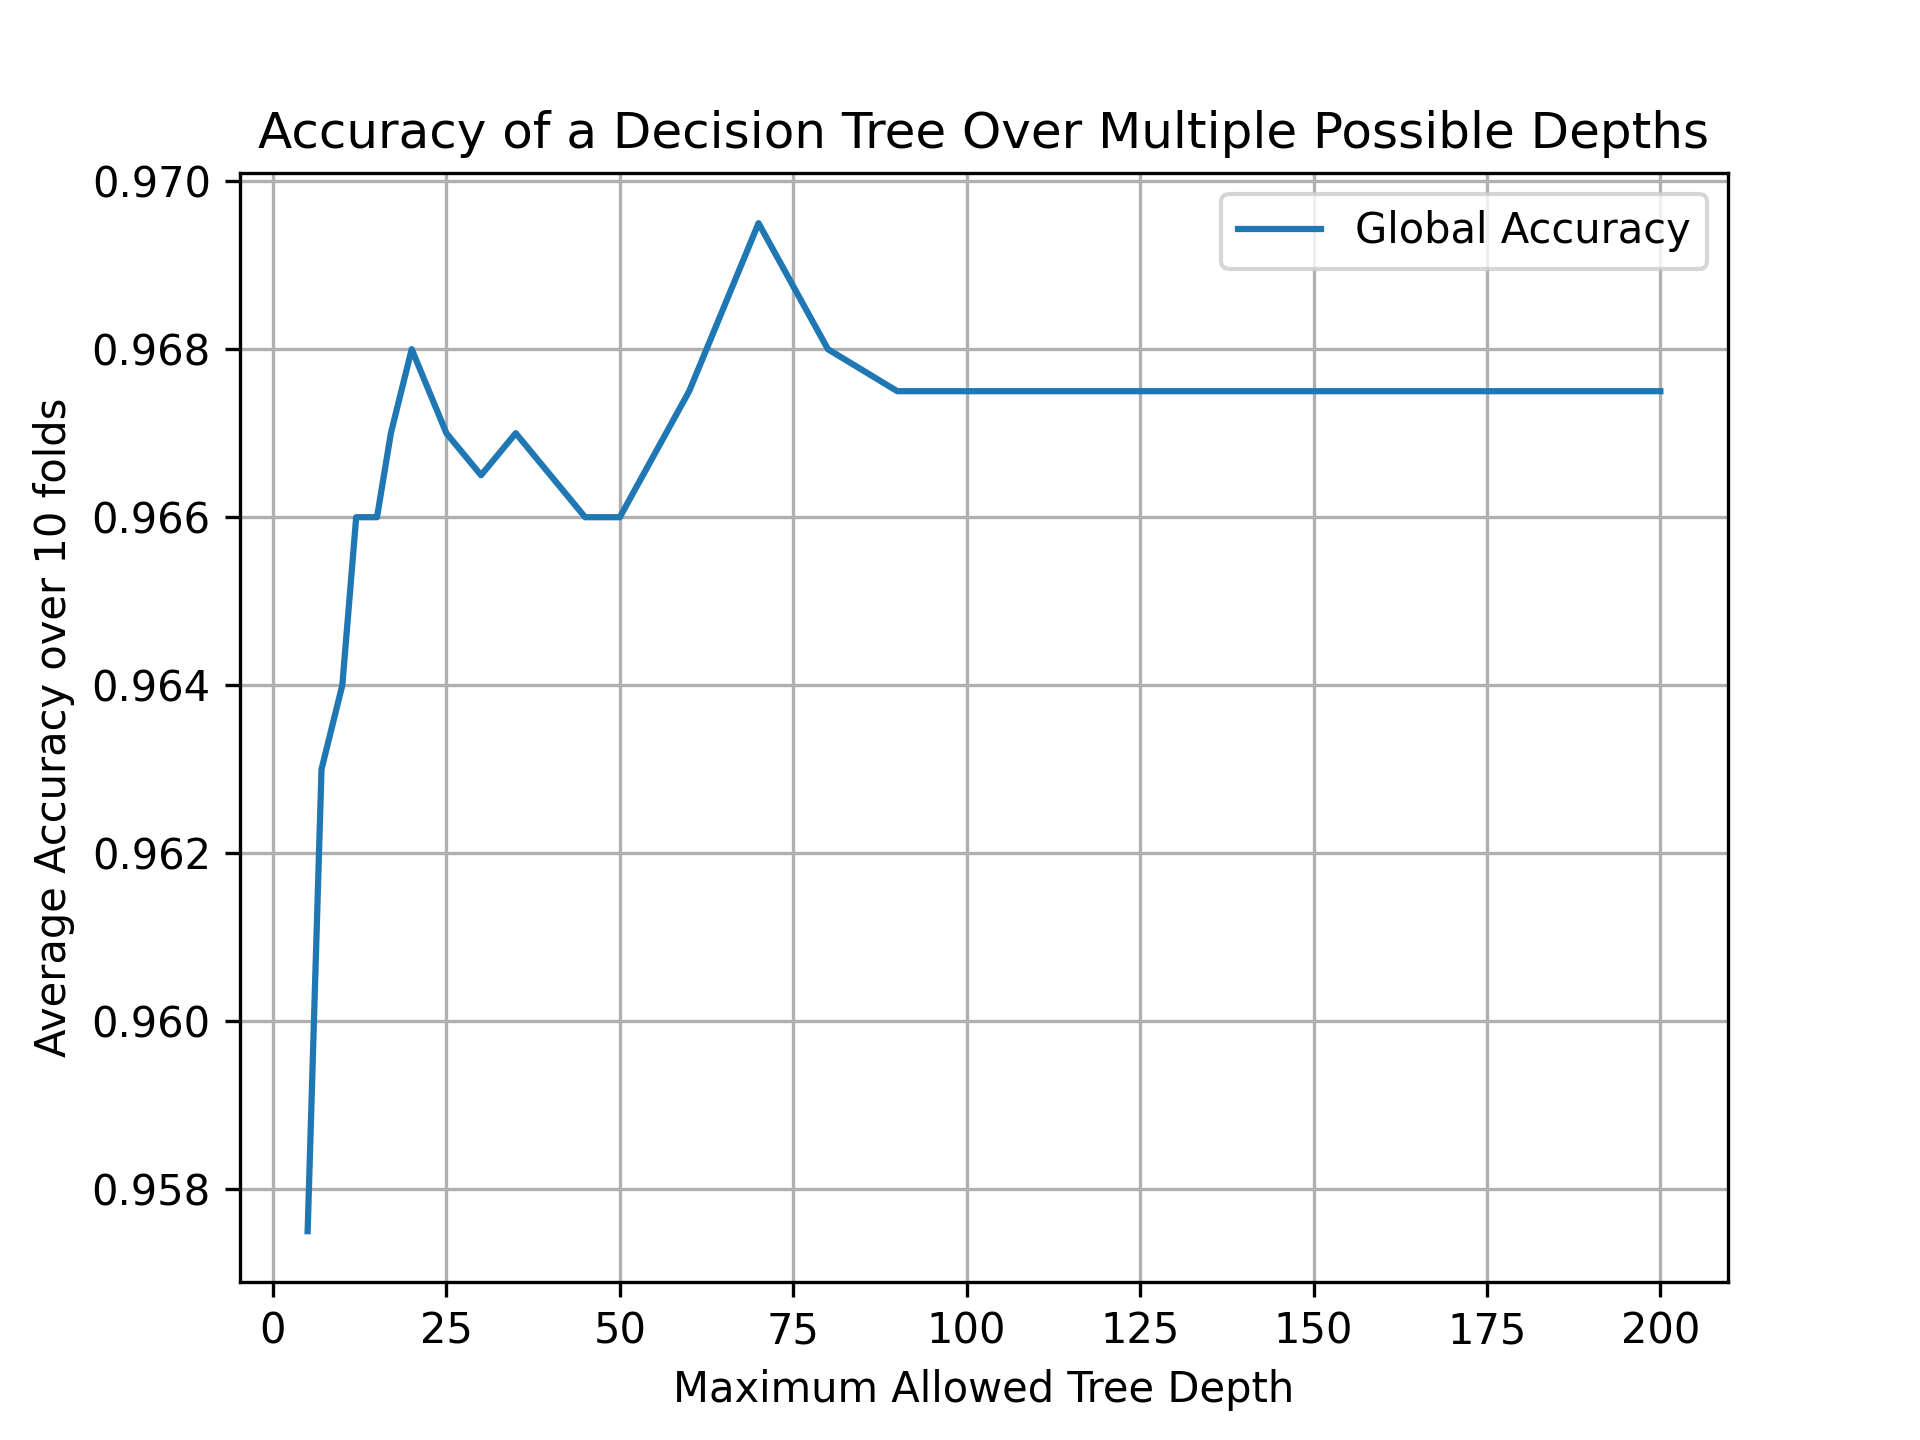 Accuracy of a Decision Tree Over Multiple Possible Depths
Global Accuracy
Average Accuracy over 10 folds
0.970
0.968
0.966
0.964
0.962
0.960
0.958
0 25 50 75 100 125 150 175 200
Maximum Allowed Tree Depth